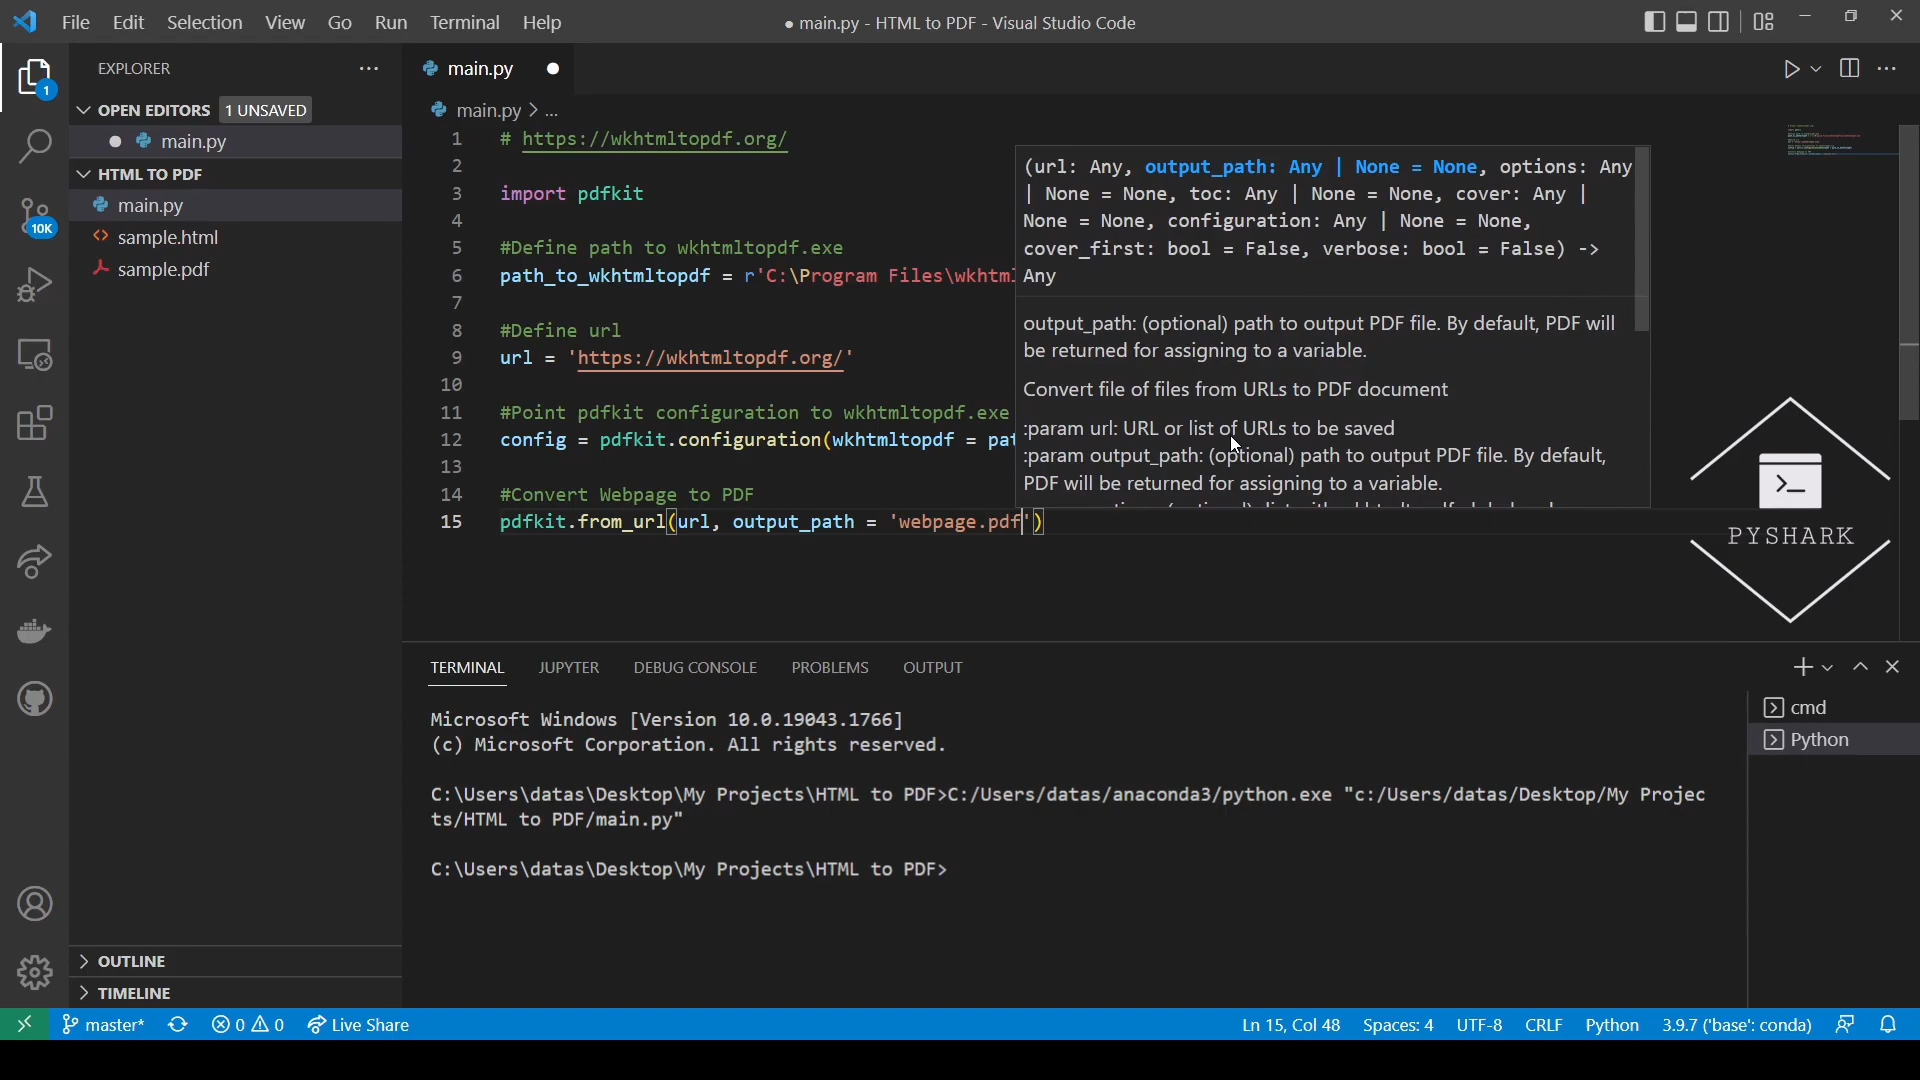 File Edit Selection View Go Run Terminal Help
● main.py - HTML to PDF - Visual Studio Code
EXPLORER
1
OPEN EDITORS 1 UNSAVED
main.py
HTML TO PDF
main.py
sample.html
sample.pdf
10K
OUTLINE
TIMELINE
main.py
main.py > ...
1 # https://wkhtmltopdf.org/
2
3 import pdfkit
4
5 #Define path to wkhtmltopdf.exe
6 path_to_wkhtmltopdf = r'C:\Program Files\wkhtml
7
8 #Define url
9 url = 'https://wkhtmltopdf.org/'
10
11 #Point pdfkit configuration to wkhtmltopdf.exe
12 config = pdfkit.configuration(wkhtmltopdf = pat
13
14 #Convert Webpage to PDF
15 pdfkit.from_url(url, output_path = 'webpage.pdf')
(url: Any, output_path: Any | None = None, options: Any
| None = None, toc: Any | None = None, cover: Any |
None = None, configuration: Any | None = None,
cover_first: bool = False, verbose: bool = False) ->
Any
output_path: (optional) path to output PDF file. By default, PDF will
be returned for assigning to a variable.
Convert file of files from URLs to PDF document
:param url: URL or list of URLs to be saved
:param output_path: (optional) path to output PDF file. By default,
PDF will be returned for assigning to a variable.
PYSHARK
TERMINAL JUPYTER DEBUG CONSOLE PROBLEMS OUTPUT
Microsoft Windows [Version 10.0.19043.1766]
(c) Microsoft Corporation. All rights reserved.
C:\Users\datas\Desktop\My Projects\HTML to PDF>C:/Users/datas/anaconda3/python.exe "c:/Users/datas/Desktop/My Projec
ts/HTML to PDF/main.py"
C:\Users\datas\Desktop\My Projects\HTML to PDF>
cmd
Python
master* 0 0 Live Share
Ln 15, Col 48 Spaces: 4 UTF-8 CRLF Python 3.9.7 ('base': conda)